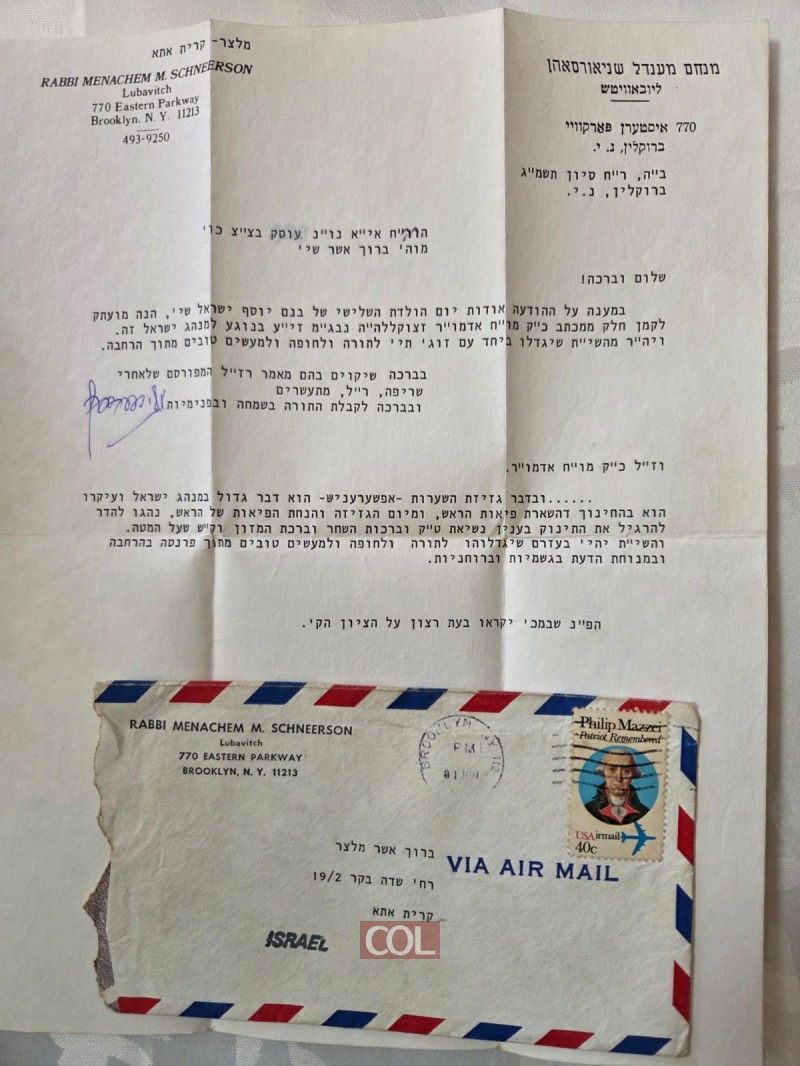 מלצר- קרית אתא
RABBI MENACHEM M. SCHNEERSON
Lubavitch
770 Eastern Parkway
Brooklyn. N. Y. 11213
493-9250
מנחם מענדל שניאורסאהן
ליובאוויטש
770 איסטערן פארקוויי
ברוקלין, נ. י.
ב״ה, ר״ח סיון תשמ״ג
ברוקלין, נ.י.
הוו״ח אי״א נו״נ עוסק בצ״צ כו׳
מוה׳ ברוך אשר שי׳
שלום וברכה!
במענה על ההודעה אודות יום הולדת השלישי של בנם יוסף ישראל שי׳, הנה מועתק
לקמן חלק ממכתב כ״ק מו״ח אדמו״ר זצוקללה״ה נבג״מ זי״ע בנוגע למנהג ישראל זה.
ויה״ר מהשי״ת שיגדלו ביחד עם זוג׳ תי׳ לתורה ולחופה ולמעשים טובים מתוך הרחבה.
בברכה שיקוים בהם מאמר רז״ל המפורסם שלאחרי
שריפה, ר״ל, מתעשרים
ובברכה לקבלת התורה בשמחה ובפנימיות
וז״ל כ״ק מו״ח אדמו״ר.
......ובדבר גזיזת השערות -אפשערעניש- הוא דבר גדול במנהג ישראל ועיקרו
הוא בהחינוך דהשארת פיאות הראש, ומיום הגזיזה והנחת הפיאות של הראש, נהגו להדר
להרגיל את התינוק בענין נשיאת ט״ק וברכות השחר וברכת המזון וק״ש שעל המטה.
והשי״ת יהי׳ בעזרם שיגדלוהו לתורה ולחופה ולמעשים טובים מתוך פרנסה בהרחבה
ובמנוחת הדעת בגשמיות וברוחניות.
הפ״נ שבמכ׳ יקראו בעת רצון על הציון הק׳.
RABBI MENACHEM M. SCHNEERSON
Lubavitch
770 EASTERN PARKWAY
BROOKLYN, N. Y. 11213
BROOKLYN NY 112
PM
Philip Mazzei
Patriot Remembered
USA airmail
40c
VIA AIR MAIL
ברוך אשר מלצר
רח׳ שדה בקר 19/2
קרית אתא
ISRAEL
COL